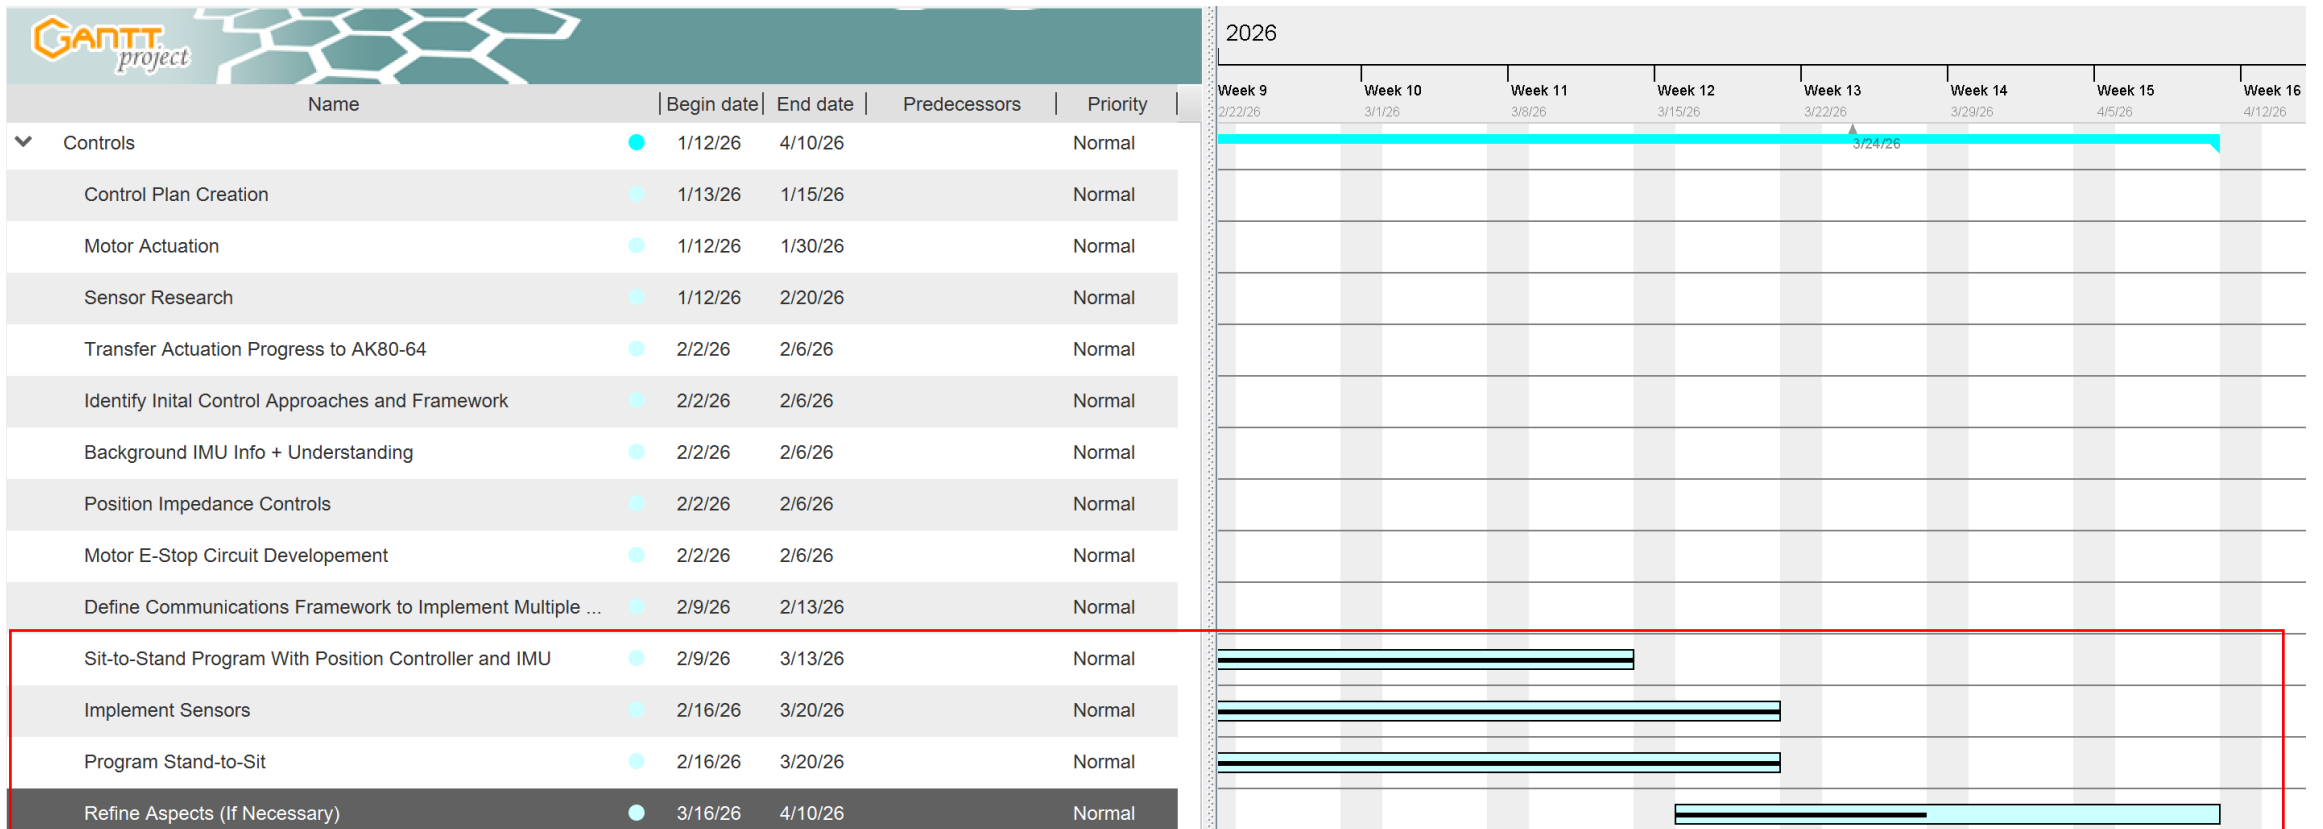 GANTT
project
2026
Week 9 Week 10 Week 11 Week 12 Week 13 Week 14 Week 15 Week 16
2/22/26 3/1/26 3/8/26 3/15/26 3/22/26 3/29/26 4/5/26 4/12/26
Name Begin date End date Predecessors Priority
Controls 1/12/26 4/10/26 Normal
3/24/26
Control Plan Creation 1/13/26 1/15/26 Normal
Motor Actuation 1/12/26 1/30/26 Normal
Sensor Research 1/12/26 2/20/26 Normal
Transfer Actuation Progress to AK80-64 2/2/26 2/6/26 Normal
Identify Inital Control Approaches and Framework 2/2/26 2/6/26 Normal
Background IMU Info + Understanding 2/2/26 2/6/26 Normal
Position Impedance Controls 2/2/26 2/6/26 Normal
Motor E-Stop Circuit Developement 2/2/26 2/6/26 Normal
Define Communications Framework to Implement Multiple ... 2/9/26 2/13/26 Normal
Sit-to-Stand Program With Position Controller and IMU 2/9/26 3/13/26 Normal
Implement Sensors 2/16/26 3/20/26 Normal
Program Stand-to-Sit 2/16/26 3/20/26 Normal
Refine Aspects (If Necessary) 3/16/26 4/10/26 Normal